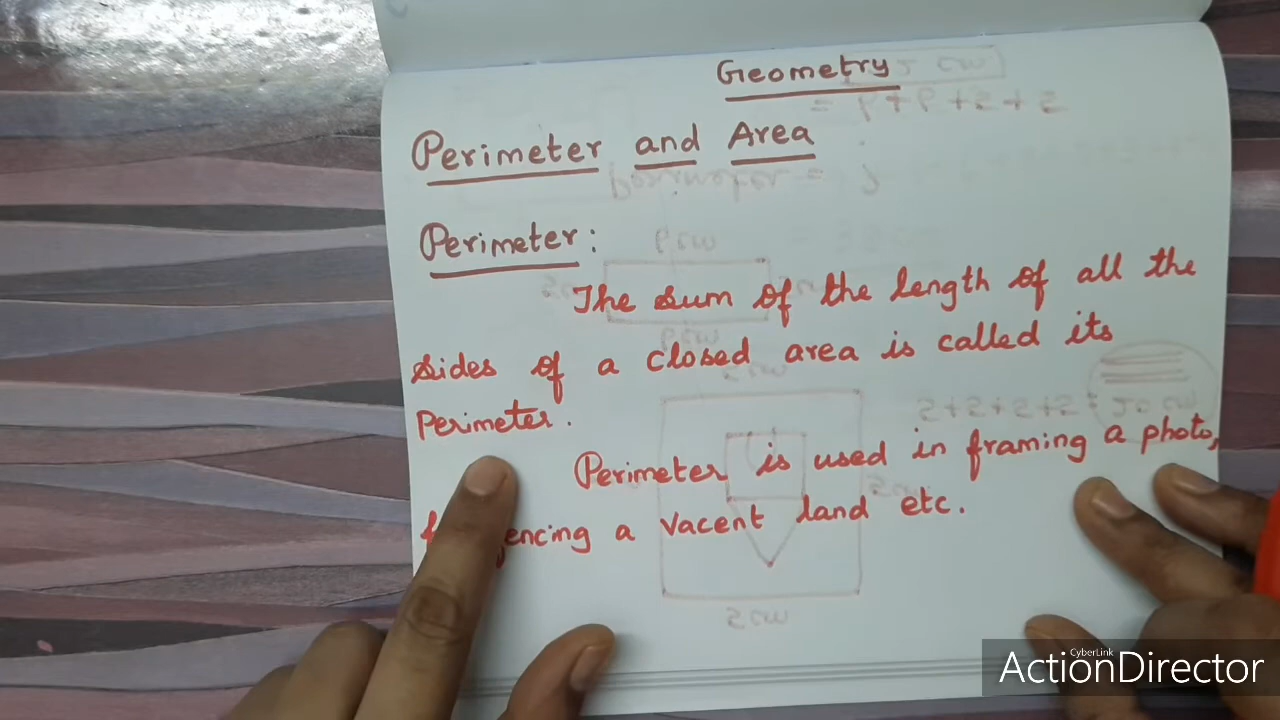 Geometry
Perimeter and Area
Perimeter:
The sum of the length of all the
sides of a closed area is called its
Perimeter.
Perimeter is used in framing a photo,
encing a vacent land etc.
CyberLink
ActionDirector